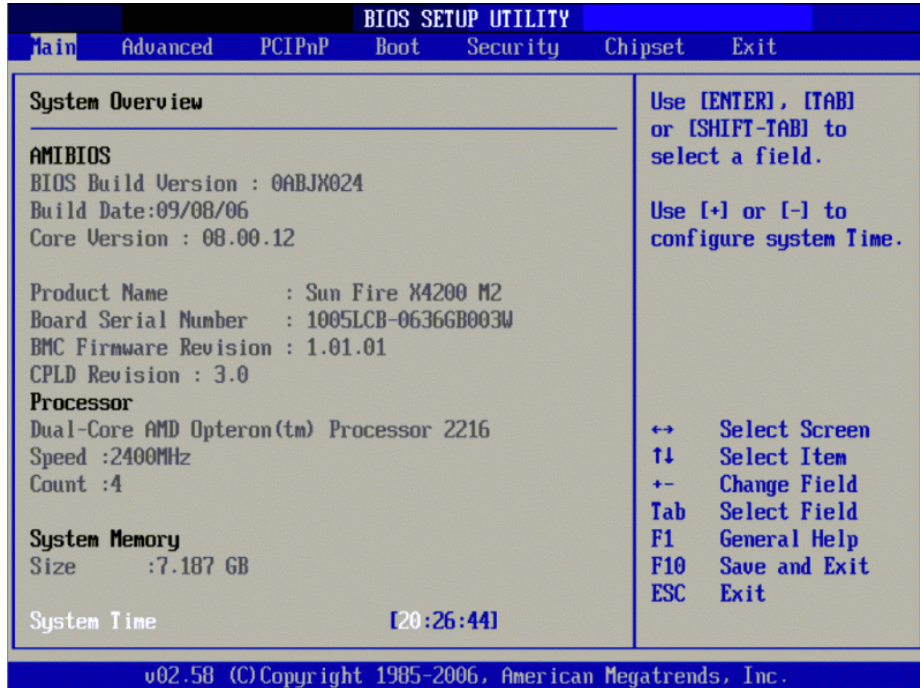 BIOS SETUP UTILITY
Main Advanced PCIPnP Boot Security Chipset Exit
System Overview
AMIBIOS
BIOS Build Version : 0ABJX024
Build Date:09/08/06
Core Version : 08.00.12
Product Name : Sun Fire X4200 M2
Board Serial Number : 1005LCB-0636GB003W
BMC Firmware Revision : 1.01.01
CPLD Revision : 3.0
Processor
Dual-Core AMD Opteron(tm) Processor 2216
Speed :2400MHz
Count :4
System Memory
Size :7.187 GB
System Time [20:26:44]
Use [ENTER], [TAB]
or [SHIFT-TAB] to
select a field.
Use [+] or [-] to
configure system Time.
↔ Select Screen
↑↓ Select Item
+- Change Field
Tab Select Field
F1 General Help
F10 Save and Exit
ESC Exit
v02.58 (C)Copyright 1985-2006, American Megatrends, Inc.